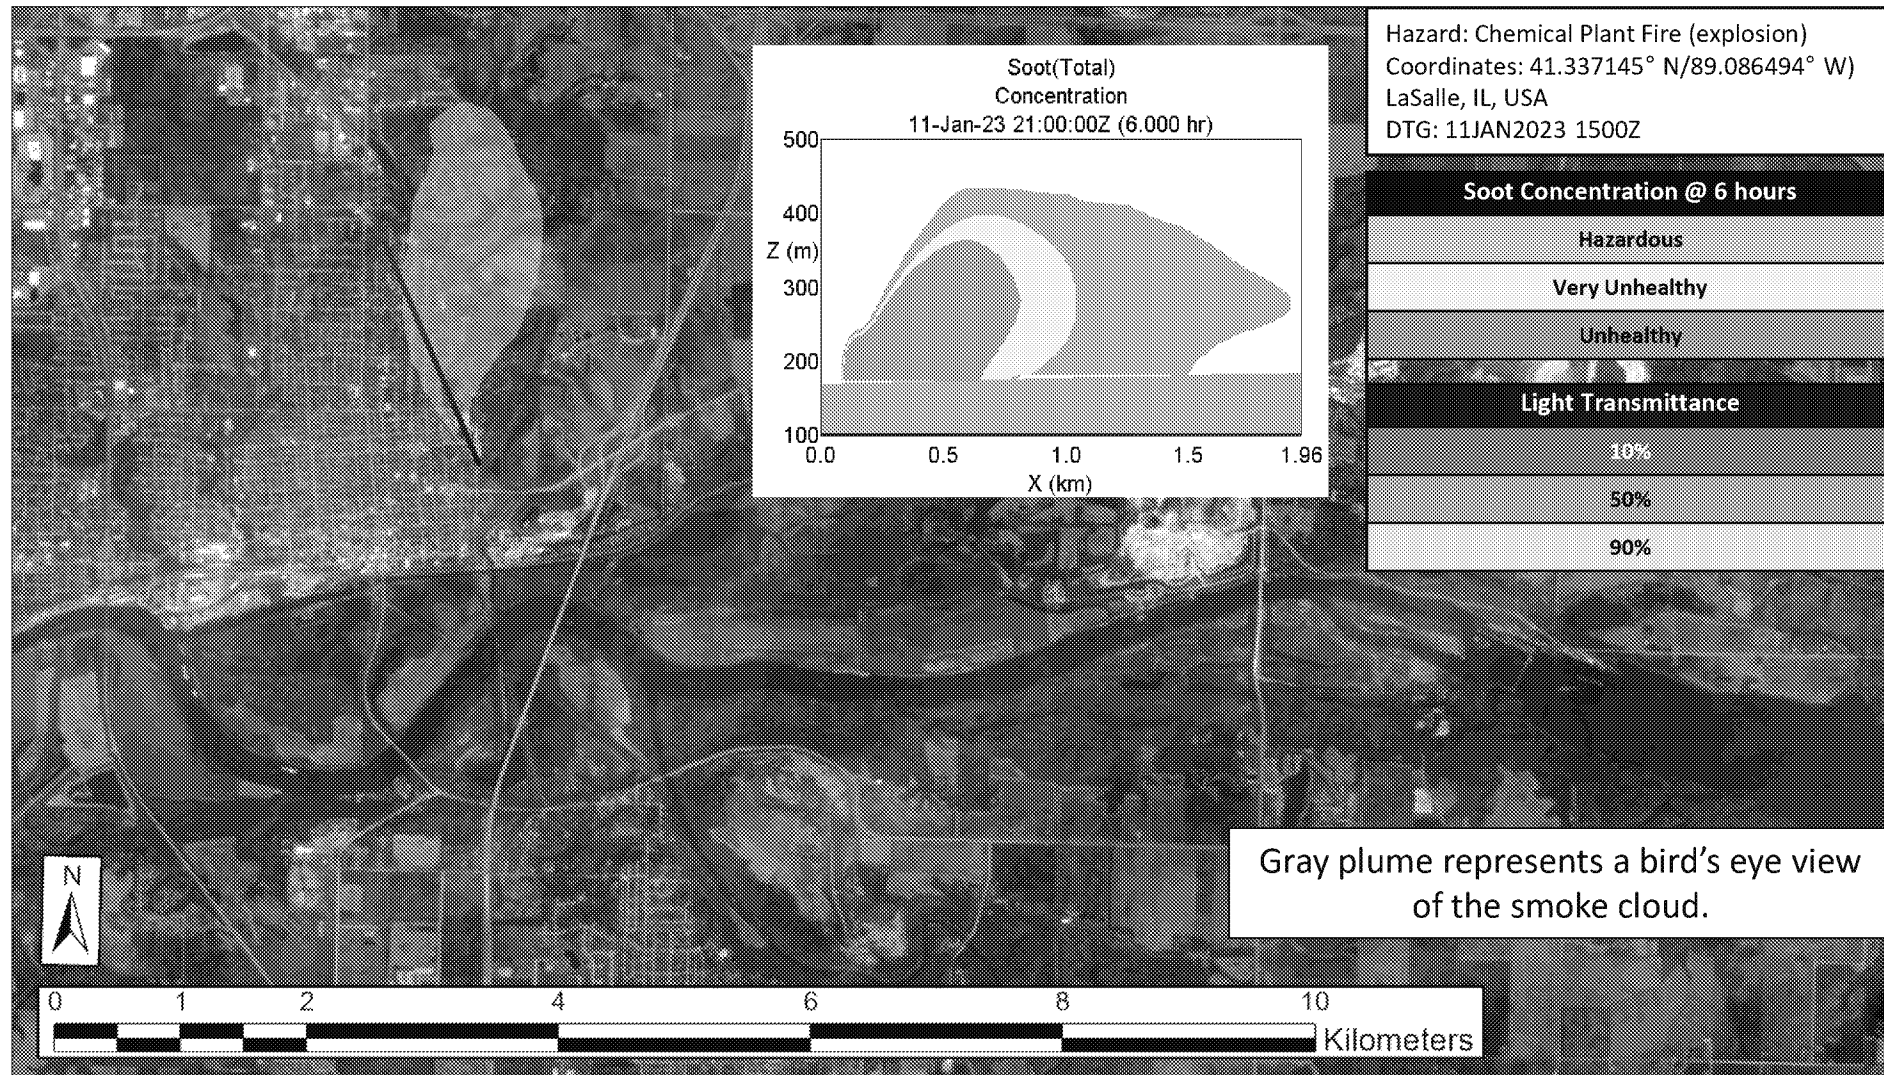 Hazard: Chemical Plant Fire (explosion)
Coordinates: 41.337145° N/89.086494° W)
LaSalle, IL, USA
DTG: 11JAN2023 1500Z
Soot(Total)
Concentration
11-Jan-23 21:00:00Z (6.000 hr)
500
400
Z (m)
300
200
100
0.0 0.5 1.0 1.5 1.96
X (km)
Soot Concentration @ 6 hours
Hazardous
Very Unhealthy
Unhealthy
Light Transmittance
10%
50%
90%
Gray plume represents a bird's eye view
of the smoke cloud.
N
0 1 2 4 6 8 10
Kilometers